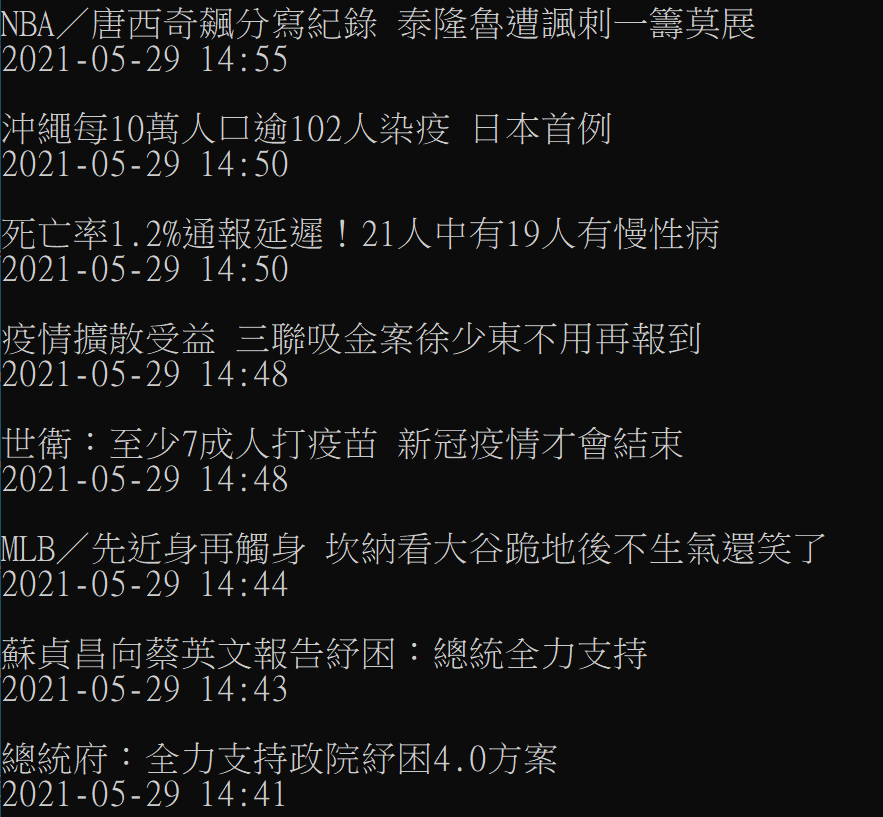 NBA／唐西奇飆分寫紀錄 泰隆魯遭諷刺一籌莫展
2021-05-29 14:55
沖繩每10萬人口逾102人染疫 日本首例
2021-05-29 14:50
死亡率1.2%通報延遲！21人中有19人有慢性病
2021-05-29 14:50
疫情擴散受益 三聯吸金案徐少東不用再報到
2021-05-29 14:48
世衛：至少7成人打疫苗 新冠疫情才會結束
2021-05-29 14:48
MLB／先近身再觸身 坎納看大谷跪地後不生氣還笑了
2021-05-29 14:44
蘇貞昌向蔡英文報告紓困：總統全力支持
2021-05-29 14:43
總統府：全力支持政院紓困4.0方案
2021-05-29 14:41